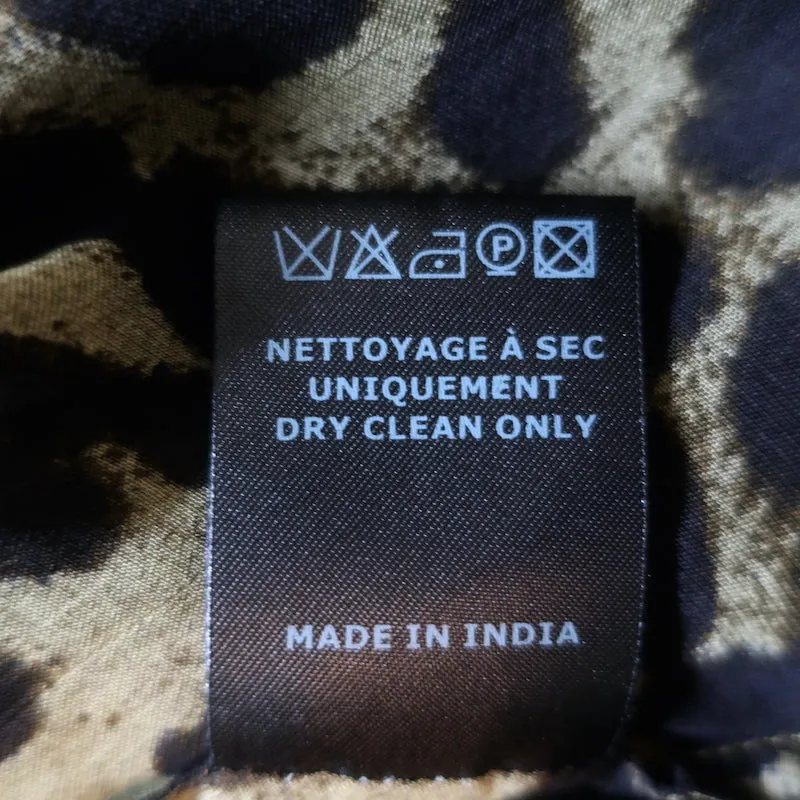 P
NETTOYAGE À SEC
UNIQUEMENT
DRY CLEAN ONLY
MADE IN INDIA